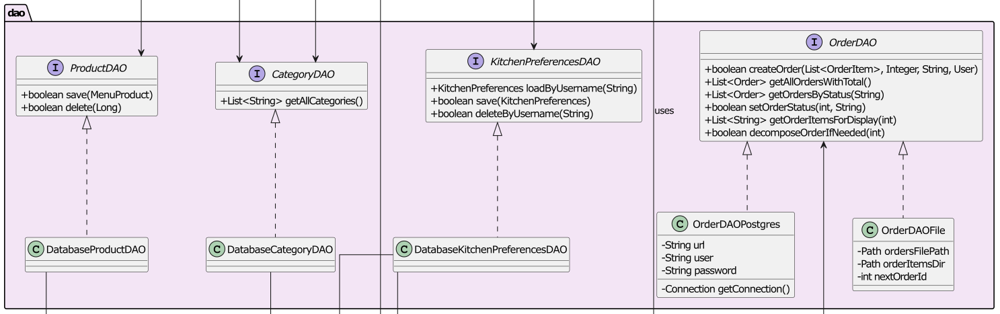 dao
I ProductDAO
+boolean save(MenuProduct)
+boolean delete(Long)
I CategoryDAO
+List<String> getAllCategories()
I KitchenPreferencesDAO
+KitchenPreferences loadByUsername(String)
+boolean save(KitchenPreferences)
+boolean deleteByUsername(String)
uses
I OrderDAO
+boolean createOrder(List<OrderItem>, Integer, String, User)
+List<Order> getAllOrdersWithTotal()
+List<Order> getOrdersByStatus(String)
+boolean setOrderStatus(int, String)
+List<String> getOrderItemsForDisplay(int)
+boolean decomposeOrderIfNeeded(int)
C DatabaseProductDAO
C DatabaseCategoryDAO
C DatabaseKitchenPreferencesDAO
C OrderDAOPostgres
-String url
-String user
-String password
-Connection getConnection()
C OrderDAOFile
-Path ordersFilePath
-Path orderItemsDir
-int nextOrderId